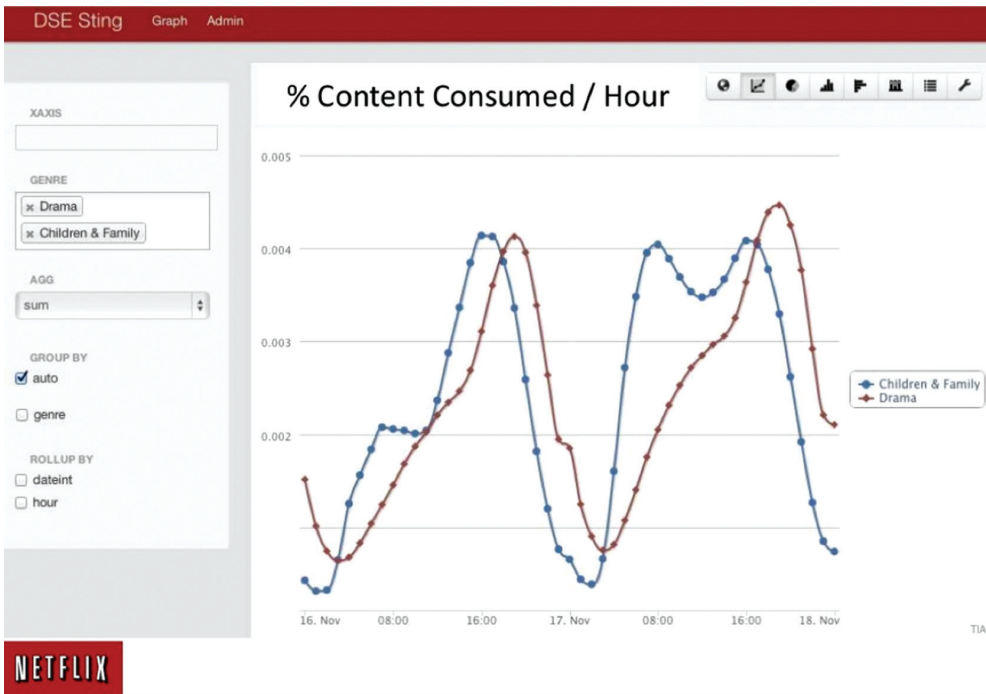 DSE Sting Graph Admin
% Content Consumed / Hour
XAXIS
GENRE
× Drama
× Children & Family
AGG
sum
GROUP BY
auto
genre
ROLLUP BY
dateint
hour
0.005
0.004
0.003
0.002
16. Nov 08:00 16:00 17. Nov 08:00 16:00 18. Nov
Children & Family
Drama
TIA
NETFLIX